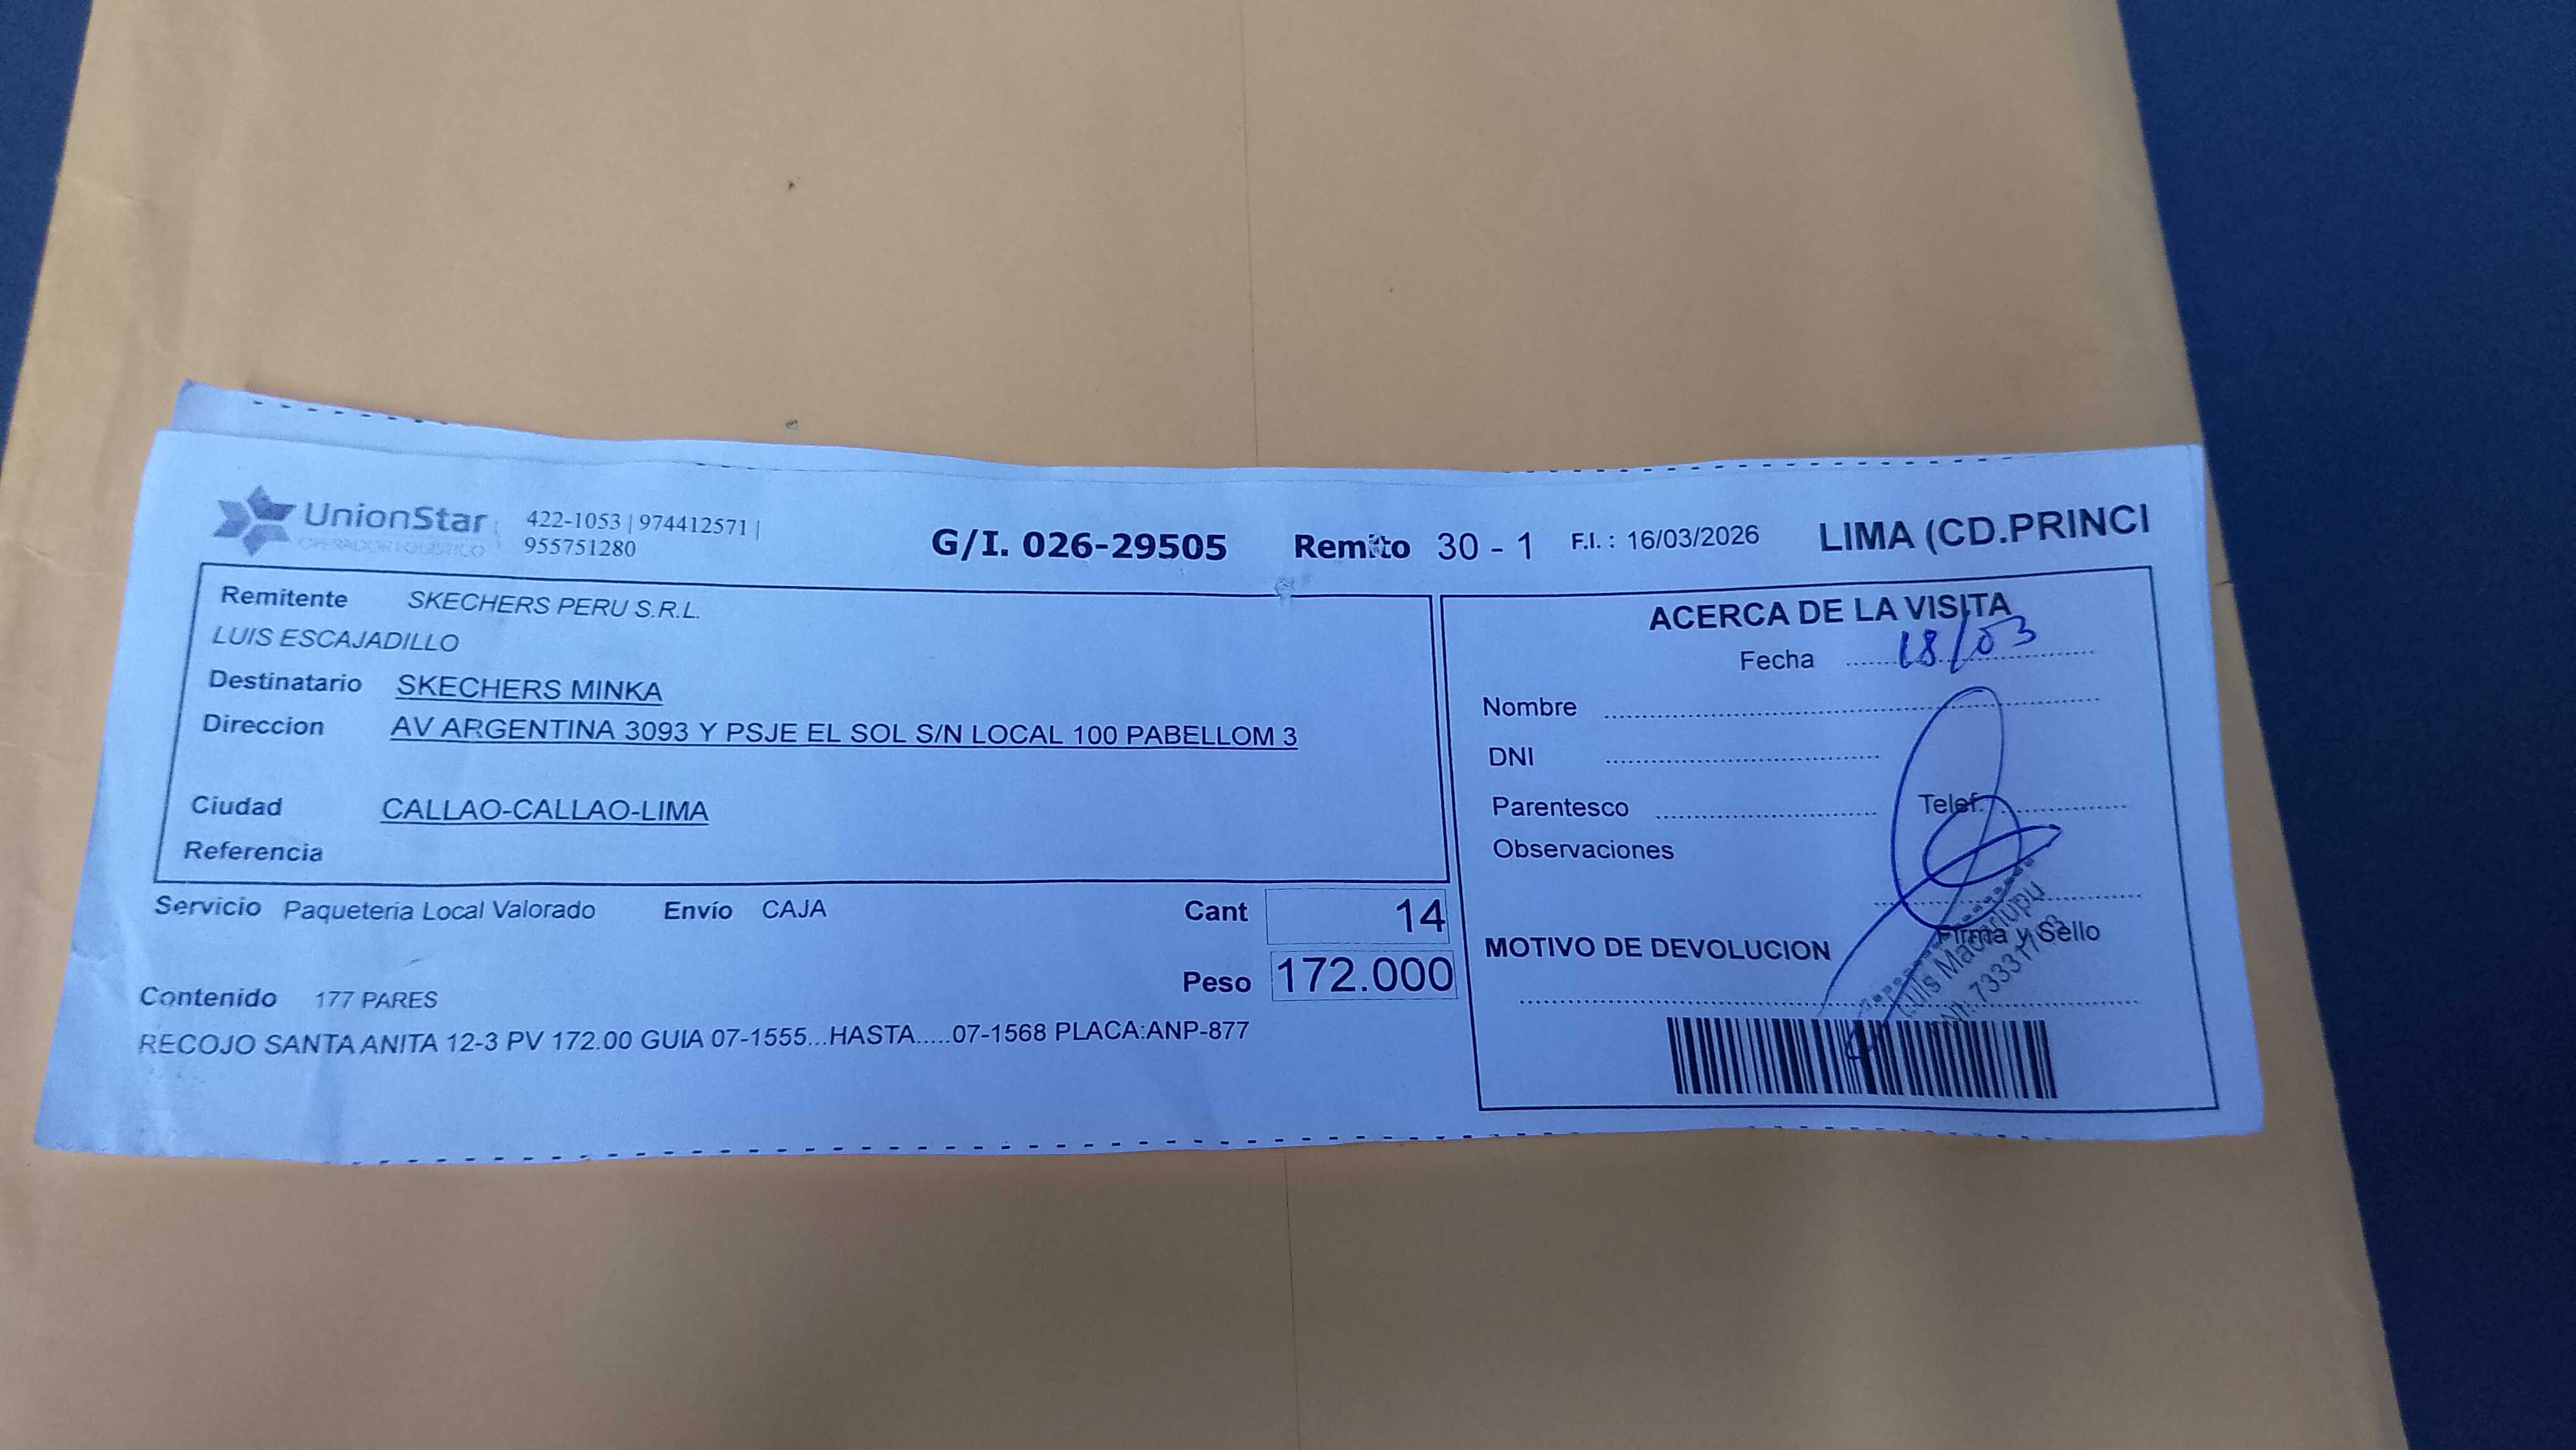 UnionStar
OPERADOR LOGISTICO
422-1053 | 974412571 |
955751280
G/I. 026-29505 Remito 30 - 1 F.I. : 16/03/2026 LIMA (CD.PRINCI
Remitente SKECHERS PERU S.R.L.
LUIS ESCAJADILLO
Destinatario SKECHERS MINKA
Direccion AV ARGENTINA 3093 Y PSJE EL SOL S/N LOCAL 100 PABELLOM 3
Ciudad CALLAO-CALLAO-LIMA
Referencia
Servicio Paqueteria Local Valorado Envío CAJA Cant 14
Peso 172.000
Contenido 177 PARES
RECOJO SANTA ANITA 12-3 PV 172.00 GUIA 07-1555...HASTA.....07-1568 PLACA:ANP-877
ACERCA DE LA VISITA
Fecha 18/03
Nombre
DNI
Parentesco Telef.
Observaciones
Firma y Sello
MOTIVO DE DEVOLUCION
Luis